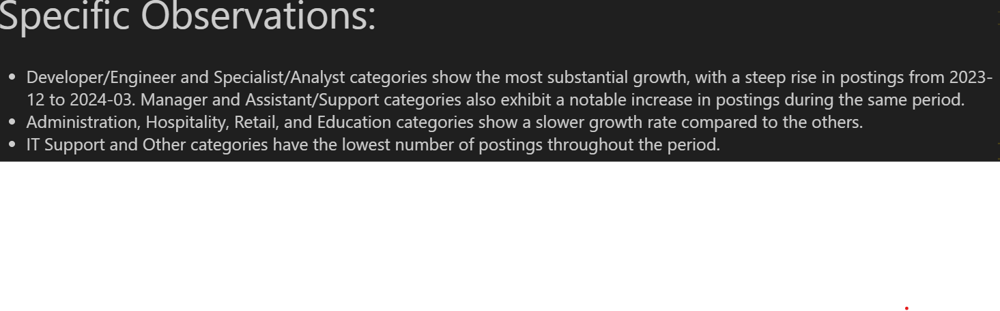 Specific Observations:
• Developer/Engineer and Specialist/Analyst categories show the most substantial growth, with a steep rise in postings from 2023-
12 to 2024-03. Manager and Assistant/Support categories also exhibit a notable increase in postings during the same period.
• Administration, Hospitality, Retail, and Education categories show a slower growth rate compared to the others.
• IT Support and Other categories have the lowest number of postings throughout the period.